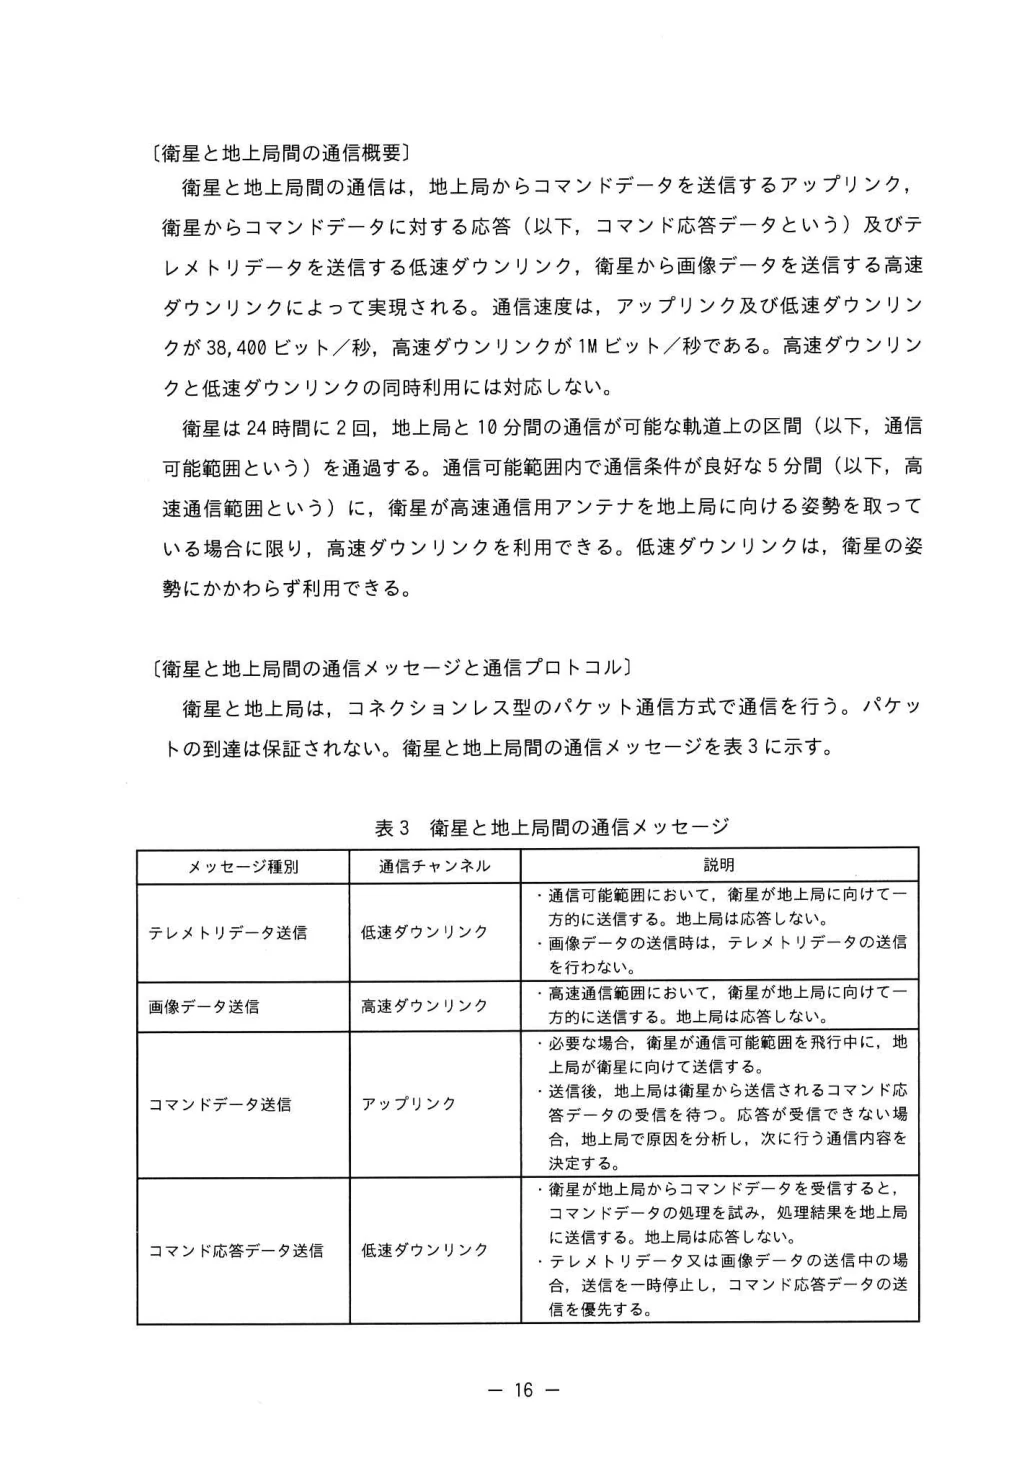 〔衛星と地上局間の通信概要〕
衛星と地上局間の通信は，地上局からコマンドデータを送信するアップリンク，
衛星からコマンドデータに対する応答（以下，コマンド応答データという）及びテ
レメトリデータを送信する低速ダウンリンク，衛星から画像データを送信する高速
ダウンリンクによって実現される。通信速度は，アップリンク及び低速ダウンリン
クが 38,400 ビット／秒，高速ダウンリンクが 1M ビット／秒である。高速ダウンリン
クと低速ダウンリンクの同時利用には対応しない。
衛星は 24 時間に 2 回，地上局と 10 分間の通信が可能な軌道上の区間（以下，通信
可能範囲という）を通過する。通信可能範囲内で通信条件が良好な 5 分間（以下，高
速通信範囲という）に，衛星が高速通信用アンテナを地上局に向ける姿勢を取って
いる場合に限り，高速ダウンリンクを利用できる。低速ダウンリンクは，衛星の姿
勢にかかわらず利用できる。
〔衛星と地上局間の通信メッセージと通信プロトコル〕
衛星と地上局は，コネクションレス型のパケット通信方式で通信を行う。パケッ
トの到達は保証されない。衛星と地上局間の通信メッセージを表 3 に示す。
表 3　衛星と地上局間の通信メッセージ
メッセージ種別　通信チャンネル　説明
テレメトリデータ送信　低速ダウンリンク
・通信可能範囲において，衛星が地上局に向けて一
方的に送信する。地上局は応答しない。
・画像データの送信時は，テレメトリデータの送信
を行わない。
画像データ送信　高速ダウンリンク
・高速通信範囲において，衛星が地上局に向けて一
方的に送信する。地上局は応答しない。
コマンドデータ送信　アップリンク
・必要な場合，衛星が通信可能範囲を飛行中に，地
上局が衛星に向けて送信する。
・送信後，地上局は衛星から送信されるコマンド応
答データの受信を待つ。応答が受信できない場
合，地上局で原因を分析し，次に行う通信内容を
決定する。
コマンド応答データ送信　低速ダウンリンク
・衛星が地上局からコマンドデータを受信すると，
コマンドデータの処理を試み，処理結果を地上局
に送信する。地上局は応答しない。
・テレメトリデータ又は画像データの送信中の場
合，送信を一時停止し，コマンド応答データの送
信を優先する。
－ 16 －